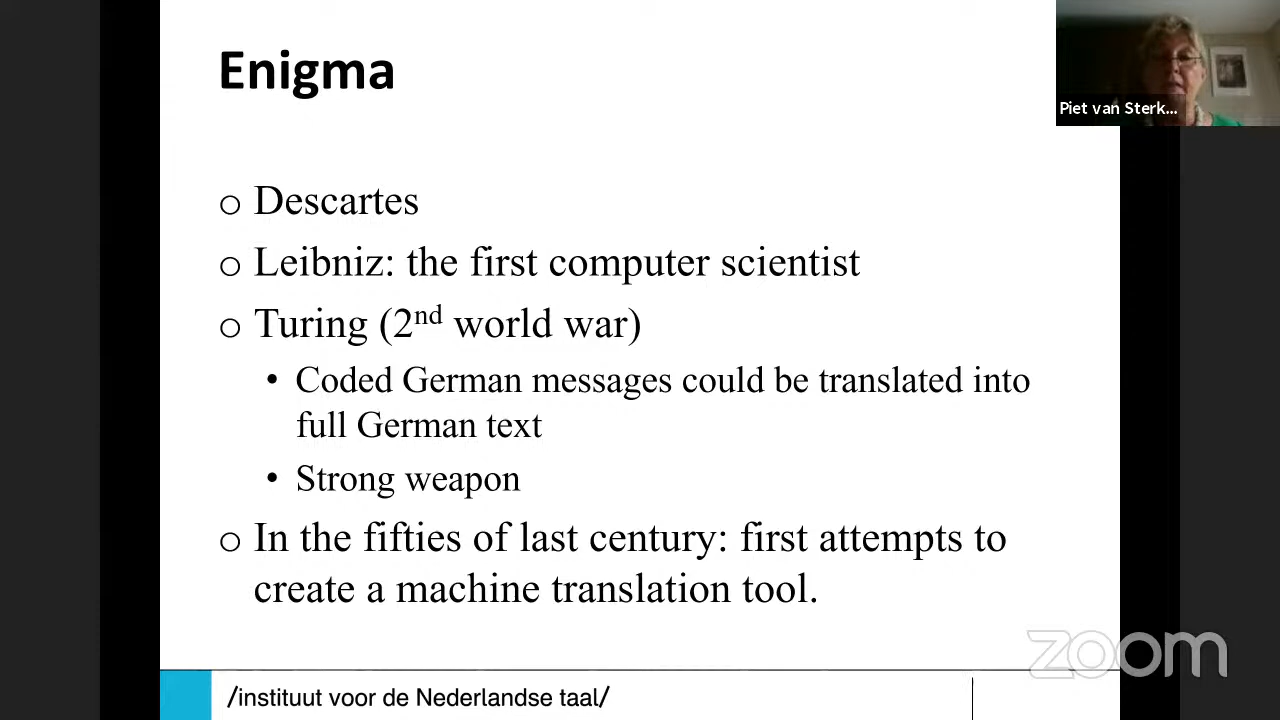 Enigma
Piet van Sterk...
o Descartes
o Leibniz: the first computer scientist
o Turing (2nd world war)
• Coded German messages could be translated into
full German text
• Strong weapon
o In the fifties of last century: first attempts to
create a machine translation tool.
zoom
/instituut voor de Nederlandse taal/